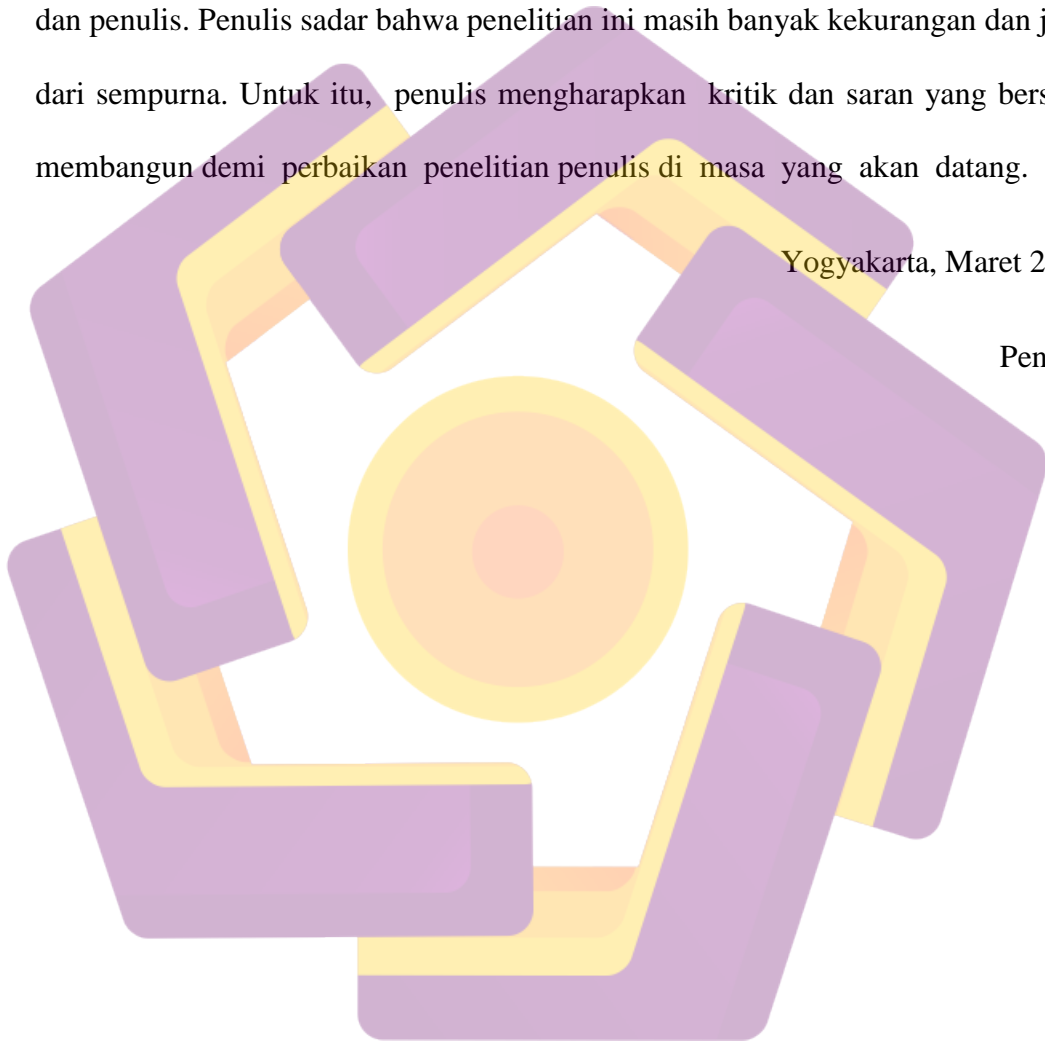 dan penulis. Penulis sadar bahwa penelitian ini masih banyak kekurangan dan j
dari sempurna. Untuk itu, penulis mengharapkan kritik dan saran yang bers
membangun demi perbaikan penelitian penulis di masa yang akan datang.
Yogyakarta, Maret 2
Pen